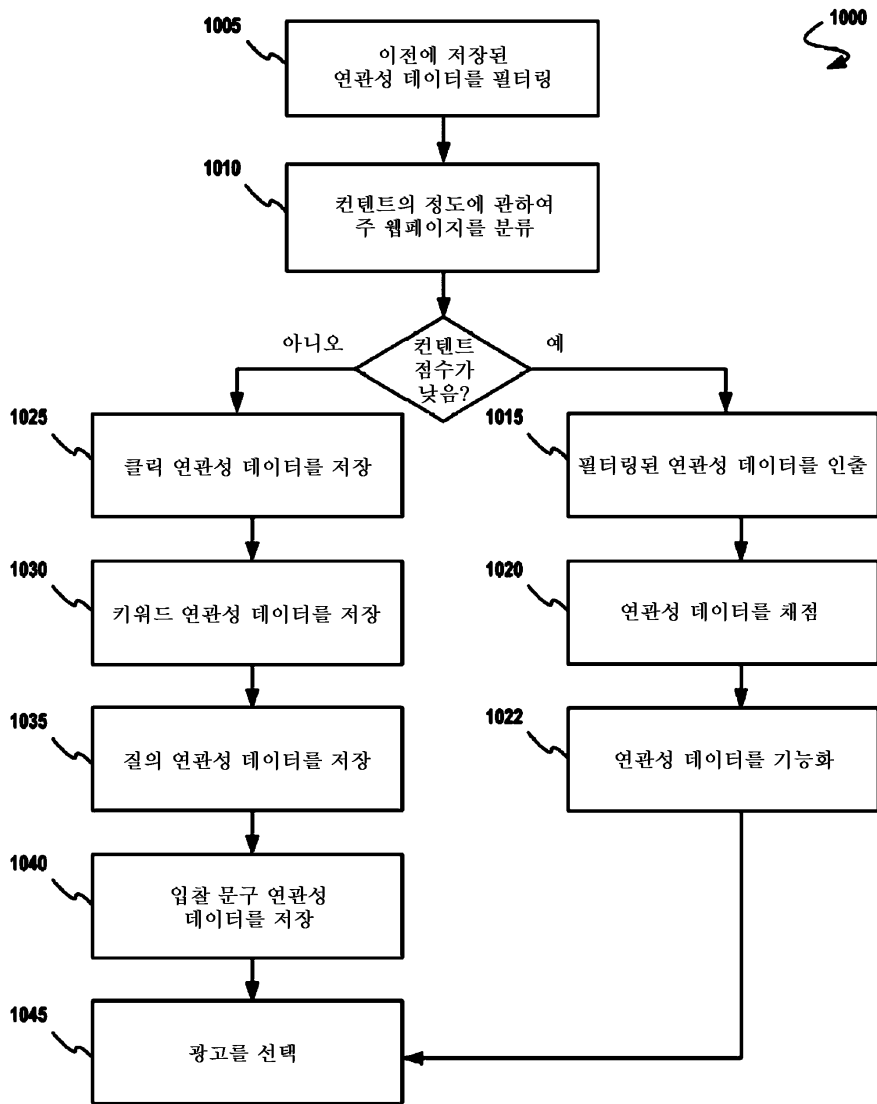 1000
1005
이전에 저장된
연관성 데이터를 필터링
1010
컨텐트의 정도에 관하여
주 웹페이지를 분류
아니오
컨텐트
점수가
낮음?
예
1025
클릭 연관성 데이터를 저장
1015
필터링된 연관성 데이터를 인출
1030
키워드 연관성 데이터를 저장
1020
연관성 데이터를 채점
1035
질의 연관성 데이터를 저장
1022
연관성 데이터를 기능화
1040
입찰 문구 연관성
데이터를 저장
1045
광고를 선택